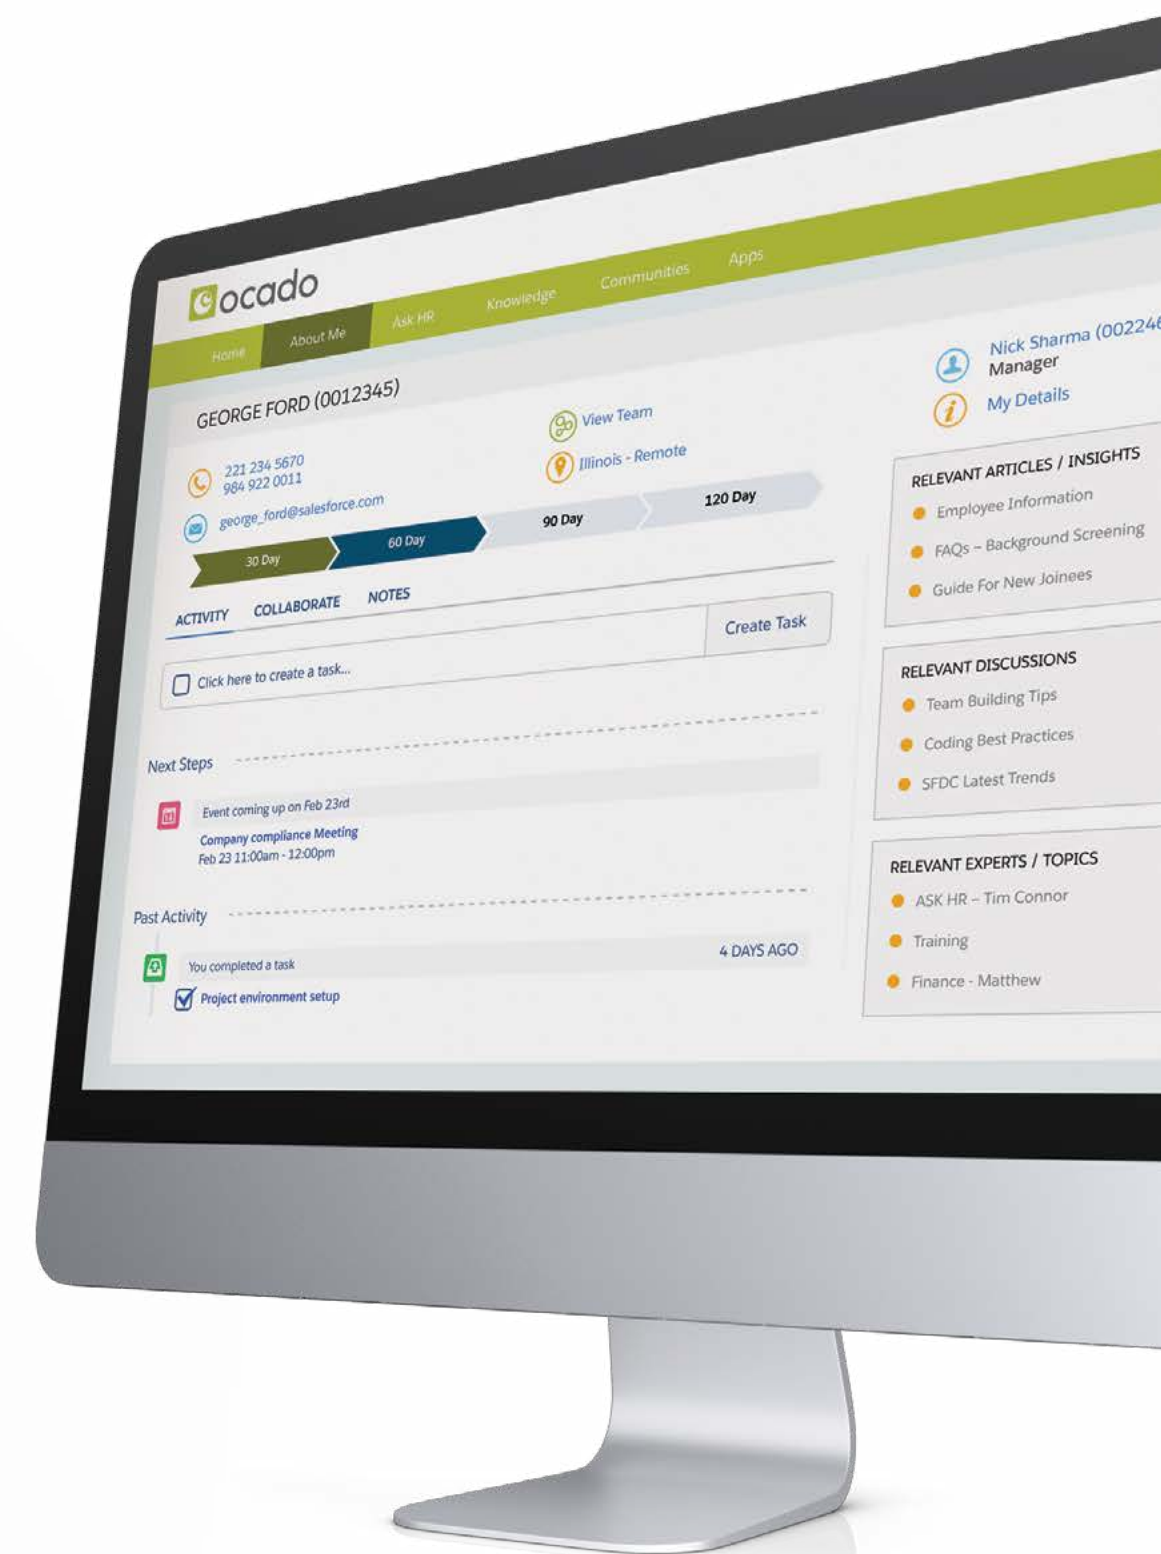 ocado
Home About Me Ask HR Knowledge Communities Apps
GEORGE FORD (0012345)
221 234 5670
984 922 0011
george_ford@salesforce.com
View Team
Illinois - Remote
Nick Sharma (002246
Manager
My Details
30 Day 60 Day 90 Day 120 Day
ACTIVITY COLLABORATE NOTES
Click here to create a task... Create Task
Next Steps
Event coming up on Feb 23rd
Company compliance Meeting
Feb 23 11:00am - 12:00pm
Past Activity
You completed a task 4 DAYS AGO
Project environment setup
RELEVANT ARTICLES / INSIGHTS
Employee Information
FAQs – Background Screening
Guide For New Joinees
RELEVANT DISCUSSIONS
Team Building Tips
Coding Best Practices
SFDC Latest Trends
RELEVANT EXPERTS / TOPICS
ASK HR – Tim Connor
Training
Finance - Matthew